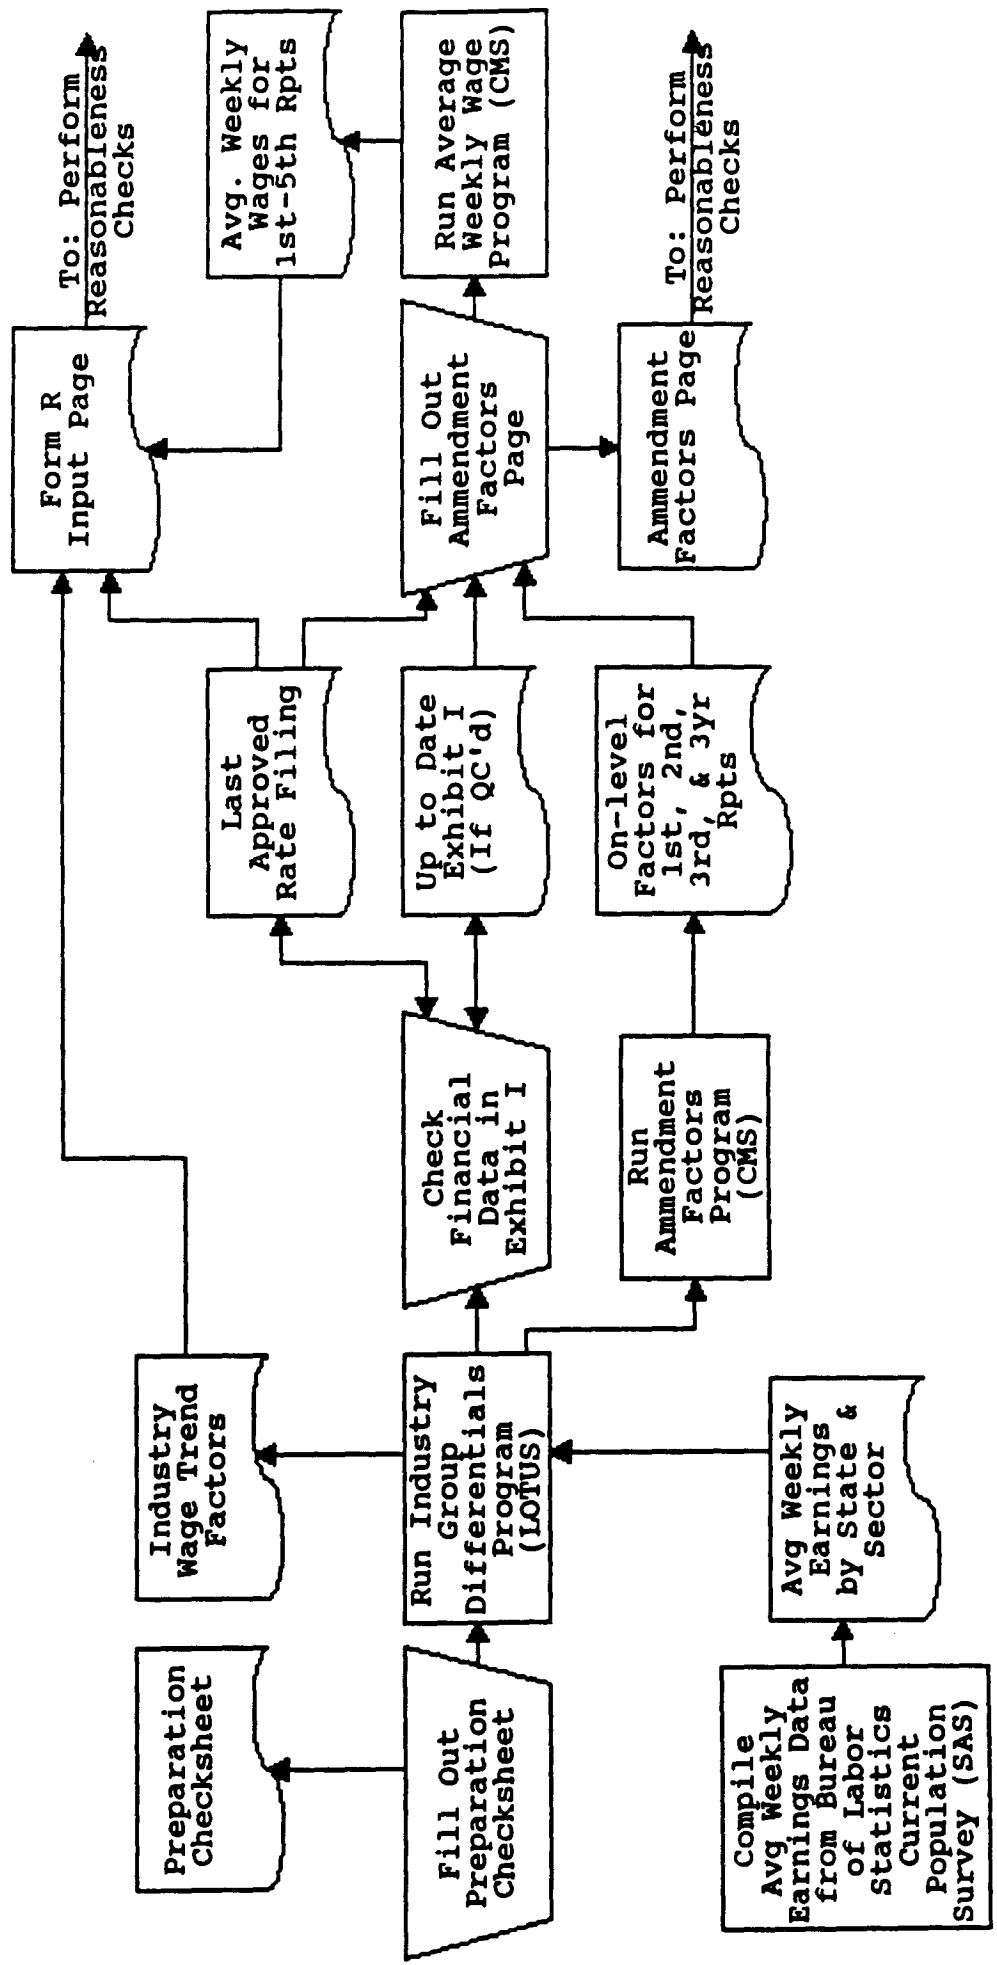 Preparation
Checksheet
Fill Out
Preparation
Checksheet
Compile
Avg Weekly
Earnings Data
from Bureau
of Labor
Statistics
Current
Population
Survey (SAS)
Industry
Wage Trend
Factors
Run Industry
Group
Differentials
Program
(LOTUS)
Avg Weekly
Earnings
by State &
Sector
Check
Financial
Data in
Exhibit I
Run
Ammendment
Factors
Program
(CMS)
Last
Approved
Rate Filing
Up to Date
Exhibit I
(If QC'd)
On-level
Factors for
1st, 2nd,
3rd, & 3yr
Rpts
Form R
Input Page
Fill Out
Ammendment
Factors
Page
Ammendment
Factors Page
To: Perform
Reasonableness
Checks
Avg. Weekly
Wages for
1st-5th Rpts
Run Average
Weekly Wage
Program (CMS)
To: Perform
Reasonableness
Checks